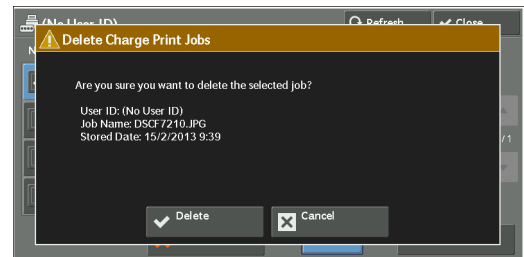 (No User ID)
Refresh
Close
Delete Charge Print Jobs
Are you sure you want to delete the selected job?
User ID: (No User ID)
Job Name: DSCF7210.JPG
Stored Date: 15/2/2013 9:39
/1
Delete
Cancel